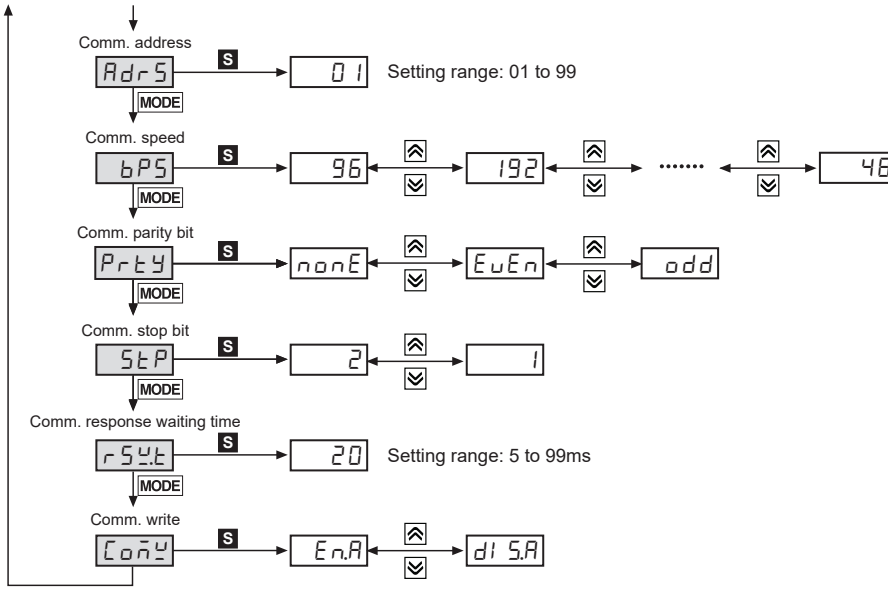 Comm. address
AdrS S 01 Setting range: 01 to 99
MODE
Comm. speed
bPS S 96 192 ....... 48
MODE
Comm. parity bit
PrtY S nonE EvEn odd
MODE
Comm. stop bit
StP S 2 1
MODE
Comm. response waiting time
rSW.t S 20 Setting range: 5 to 99ms
MODE
Comm. write
ComW S En.A dIS.A